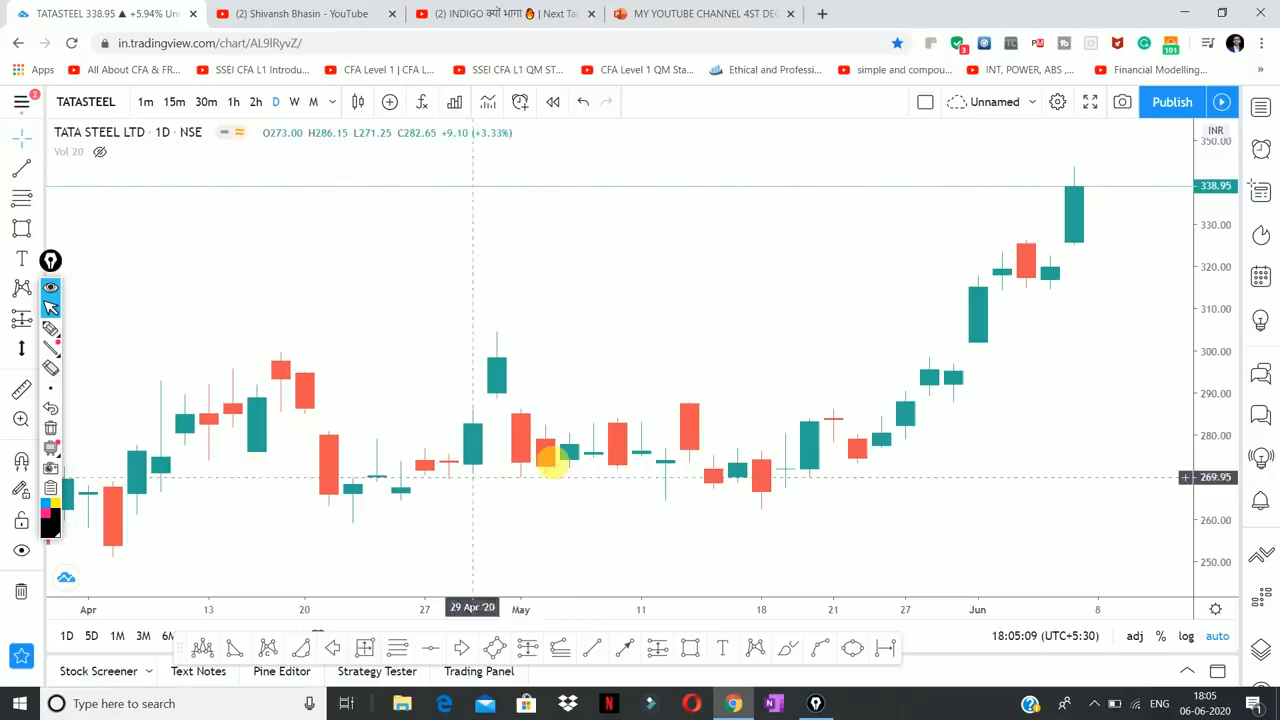 TATASTEEL 338.95 ▲ +5.94% Unn
(2) Shivansh Bhasin - YouTube
(2) INDIGO क्यों भागा 🔥 | Next Tar
MY YOUTUBE CHANNEL 4ST DEC
in.tradingview.com/chart/AL9lRyvZ/
3
101
Apps
All About CFA & FR...
SSEI CFA L1 Introdu...
CFA Level 1 | CFA L...
SSEI CFA L1 QM ST...
CFA Level 1 QM Sta...
Ethical and Professi...
simple and compou...
INT, POWER, ABS ,...
Financial Modelling...
»
2
TATASTEEL
1m 15m 30m 1h 2h D W M
Unnamed
Publish
TATA STEEL LTD · 1D · NSE
O273.00 H286.15 L271.25 C282.65 +9.10 (+3.33%)
Vol 20
INR
350.00
338.95
330.00
320.00
310.00
300.00
290.00
280.00
269.95
260.00
250.00
Apr 13 20 27 29 Apr '20 May 11 18 21 27 Jun 8
1D 5D 1M 3M 6M
18:05:09 (UTC+5:30) adj % log auto
Stock Screener Text Notes Pine Editor Strategy Tester Trading Panel
Type here to search
ENG
18:05
06-06-2020